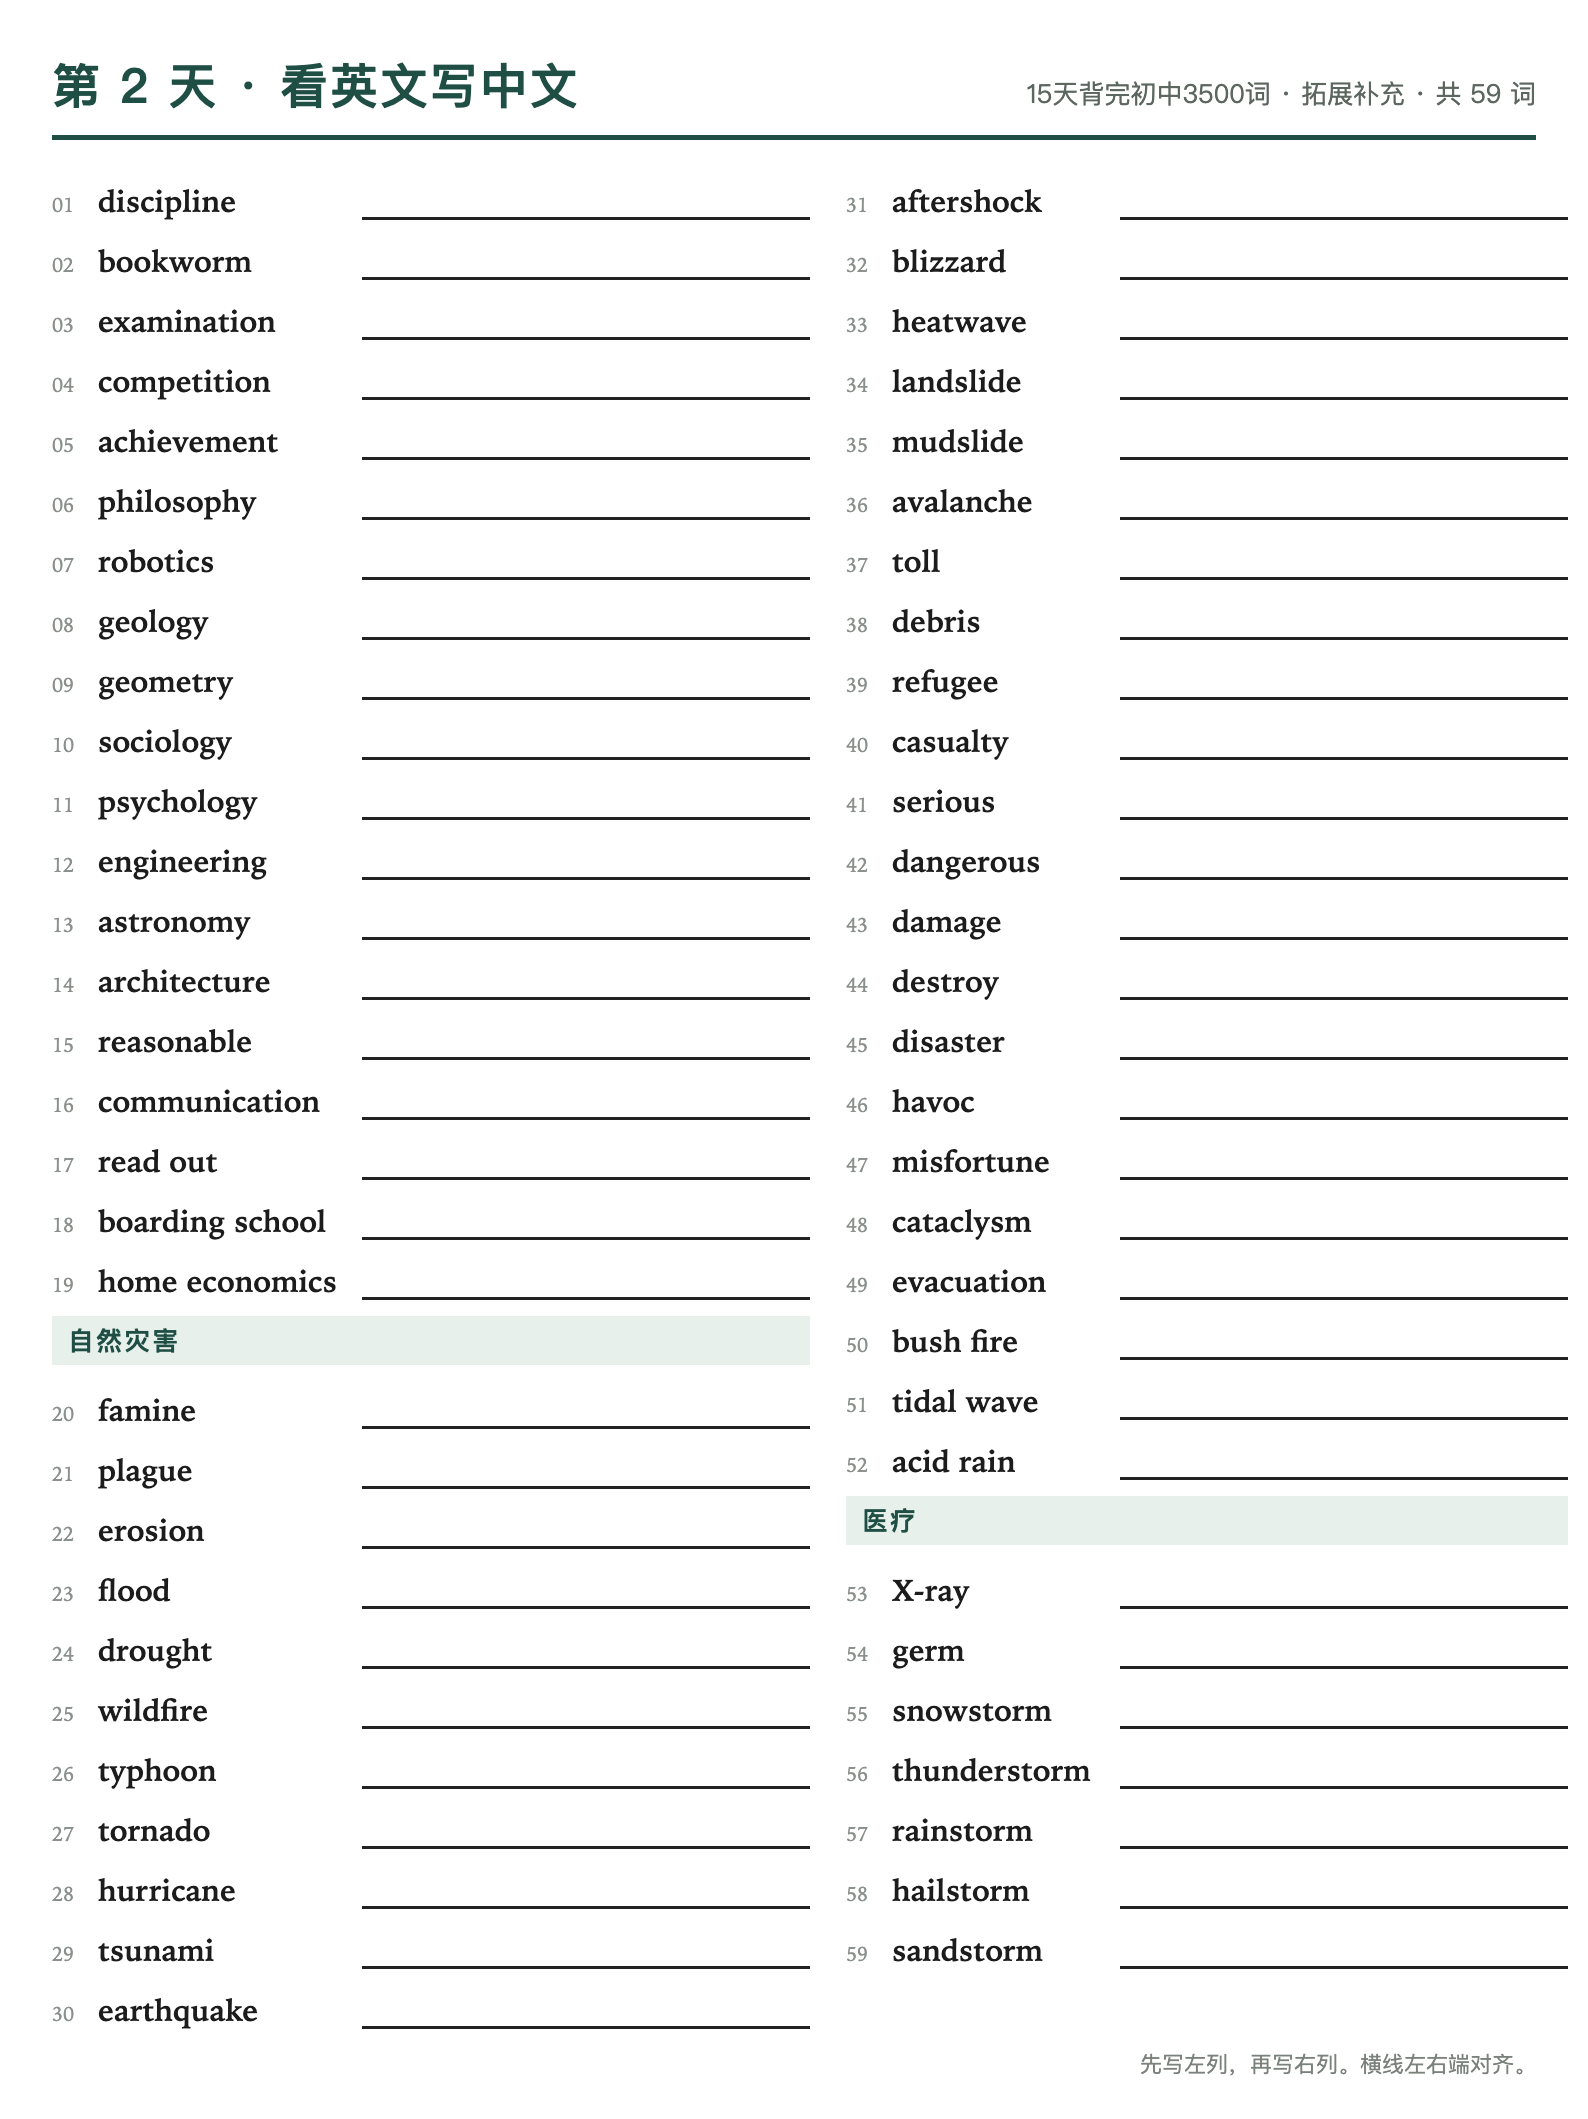 第 2 天 · 看英文写中文
15天背完初中3500词 · 拓展补充 · 共 59 词
01 discipline
02 bookworm
03 examination
04 competition
05 achievement
06 philosophy
07 robotics
08 geology
09 geometry
10 sociology
11 psychology
12 engineering
13 astronomy
14 architecture
15 reasonable
16 communication
17 read out
18 boarding school
19 home economics
自然灾害
20 famine
21 plague
22 erosion
23 flood
24 drought
25 wildfire
26 typhoon
27 tornado
28 hurricane
29 tsunami
30 earthquake
31 aftershock
32 blizzard
33 heatwave
34 landslide
35 mudslide
36 avalanche
37 toll
38 debris
39 refugee
40 casualty
41 serious
42 dangerous
43 damage
44 destroy
45 disaster
46 havoc
47 misfortune
48 cataclysm
49 evacuation
50 bush fire
51 tidal wave
52 acid rain
医疗
53 X-ray
54 germ
55 snowstorm
56 thunderstorm
57 rainstorm
58 hailstorm
59 sandstorm
先写左列，再写右列。横线左右端对齐。